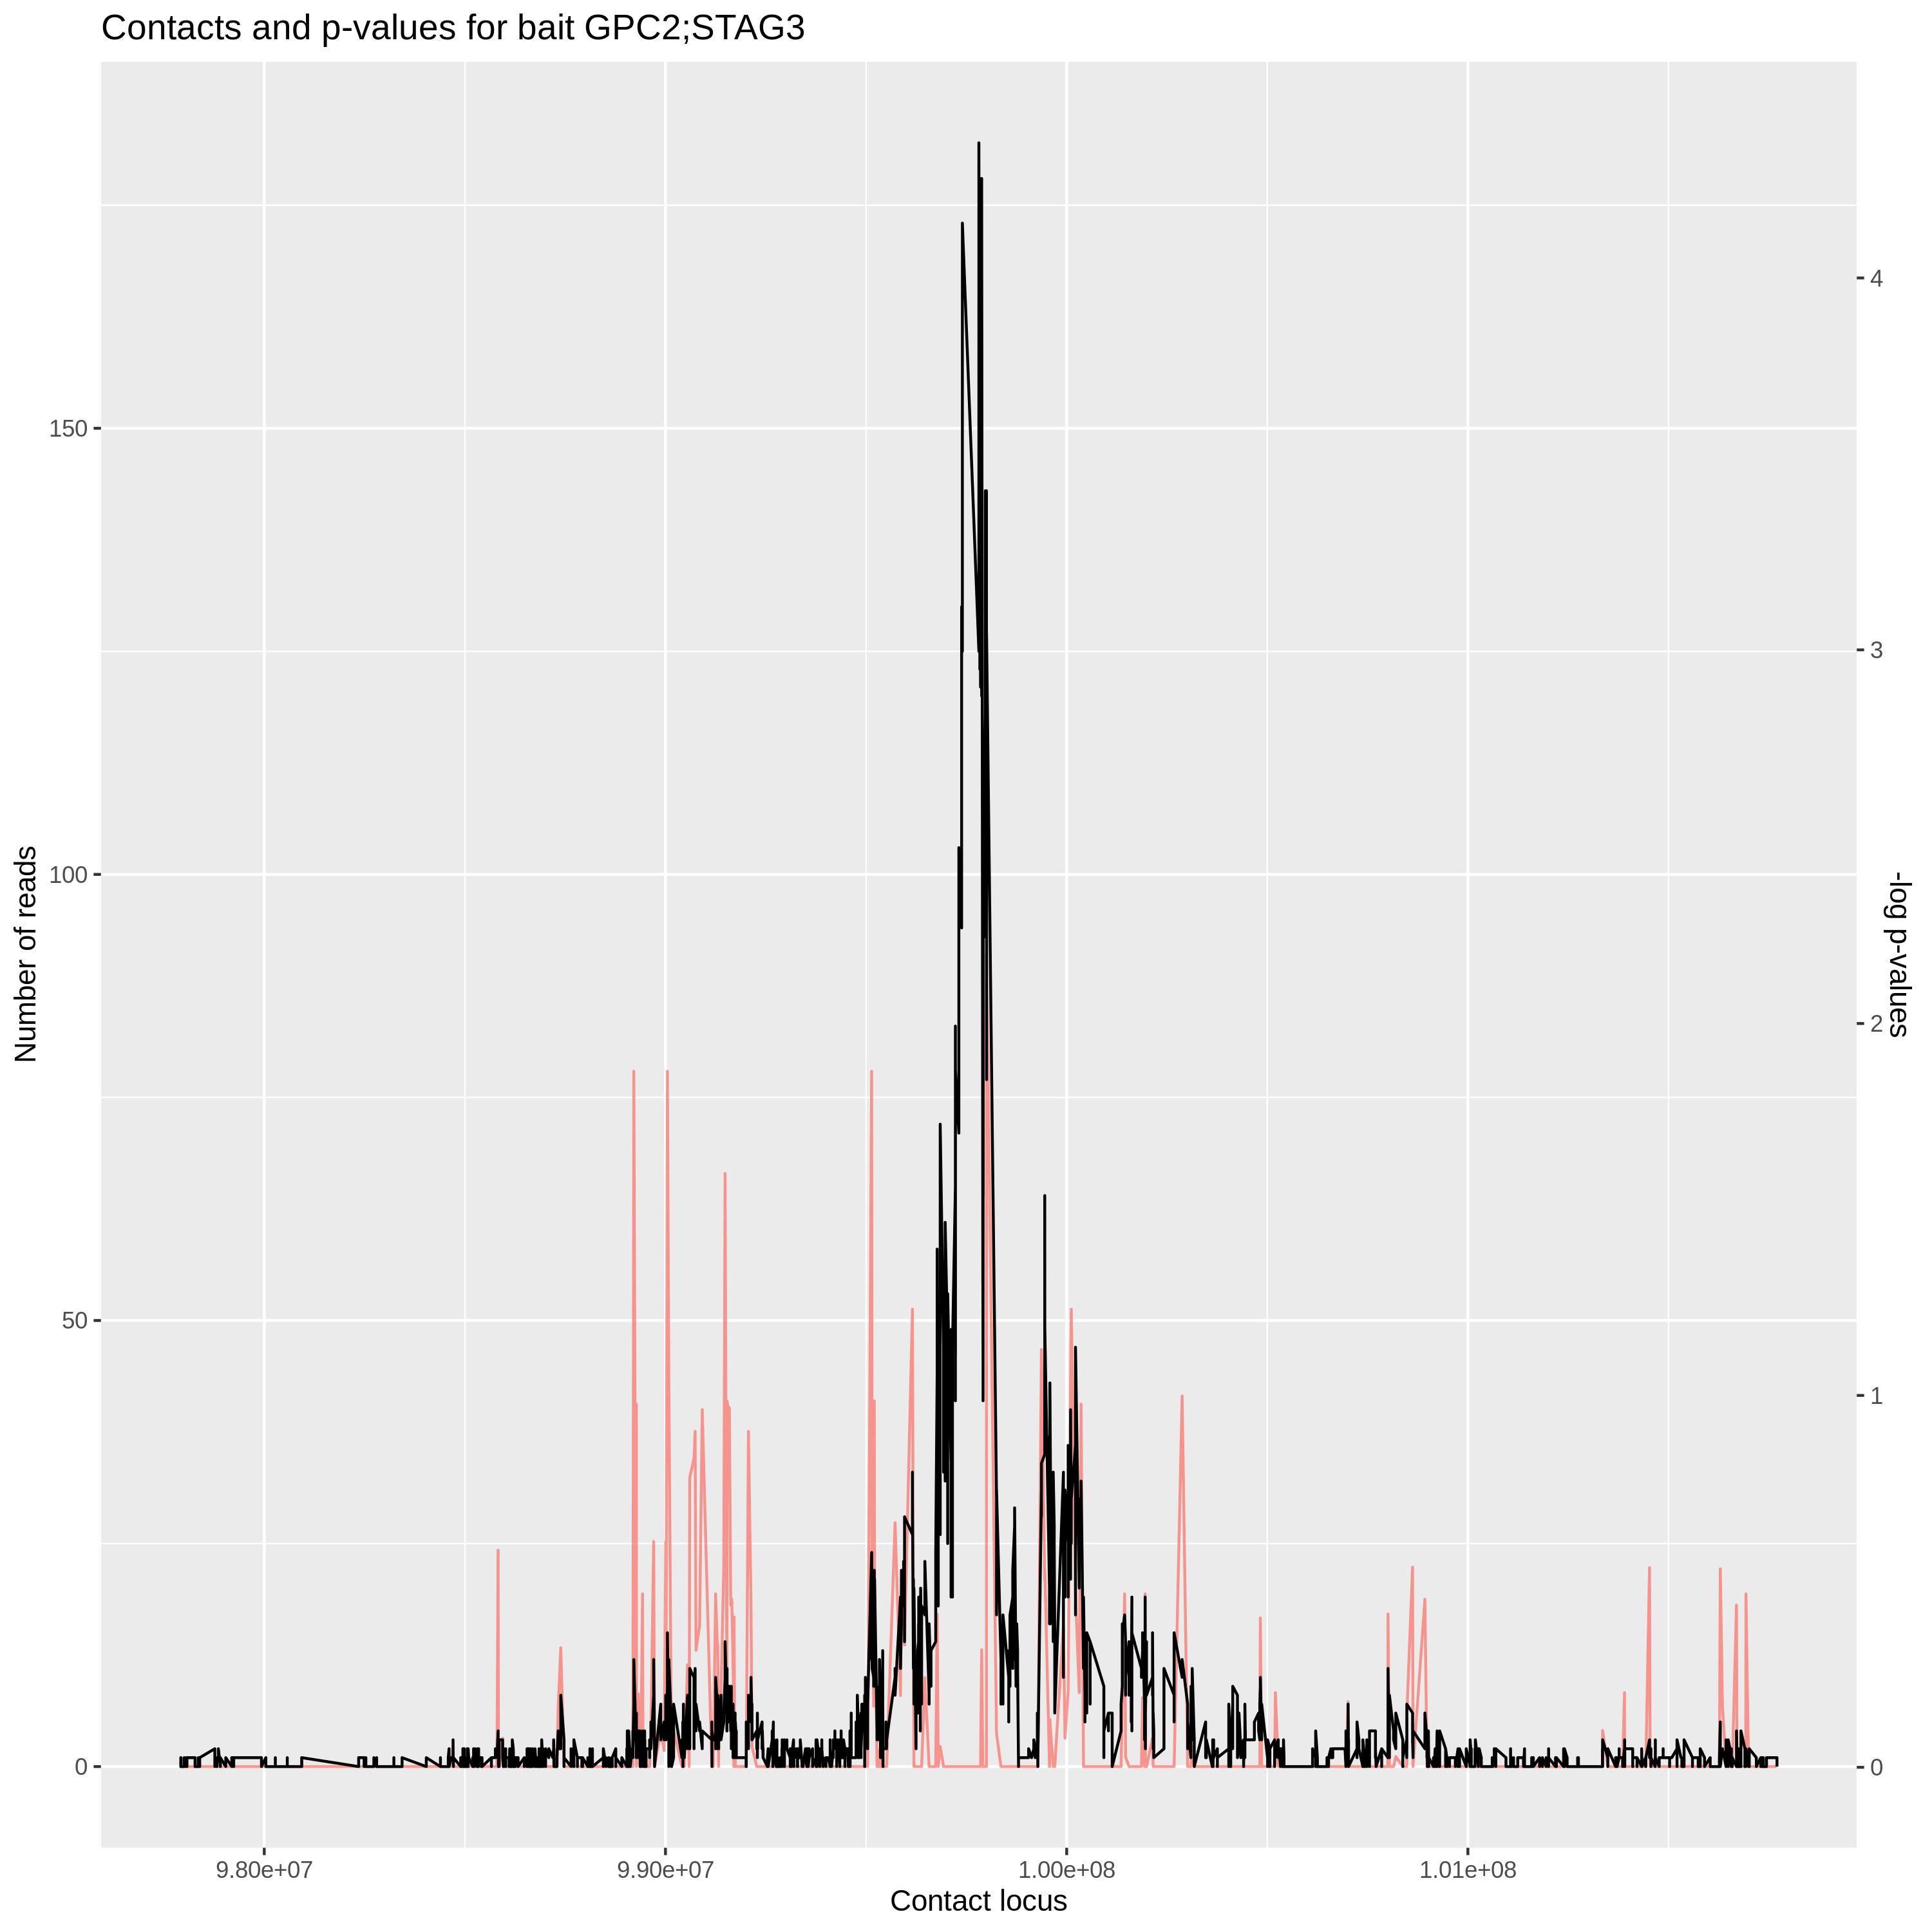 Contacts and p-values for bait GPC2;STAG3
Number of reads
150
100
50
0
4
3
2
1
0
-log p-values
9.80e+07
9.90e+07
1.00e+08
1.01e+08
Contact locus